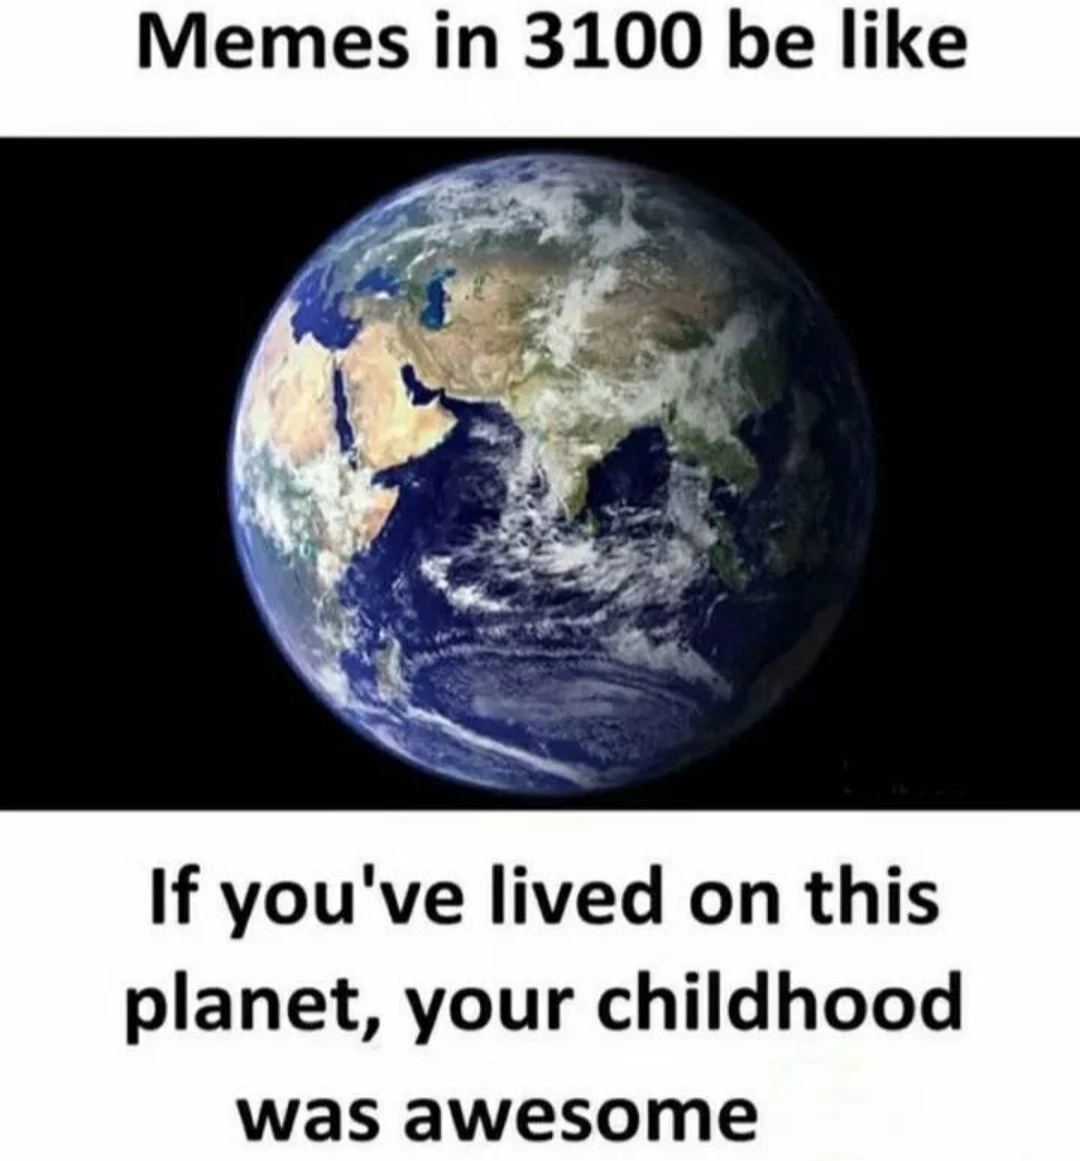 Memes in 3100 be like
If you've lived on this
planet, your childhood
was awesome